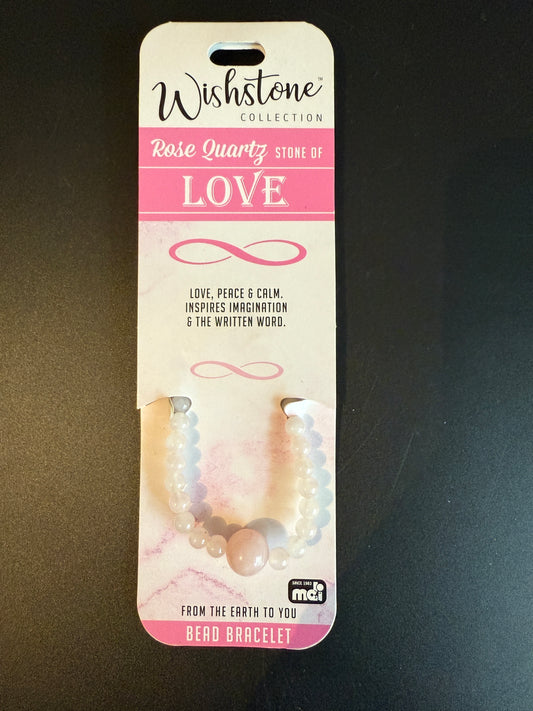 Wishstone™
COLLECTION
Rose Quartz STONE OF
LOVE
LOVE, PEACE & CALM.
INSPIRES IMAGINATION
& THE WRITTEN WORD.
SINCE 1983
mdi
FROM THE EARTH TO YOU
BEAD BRACELET